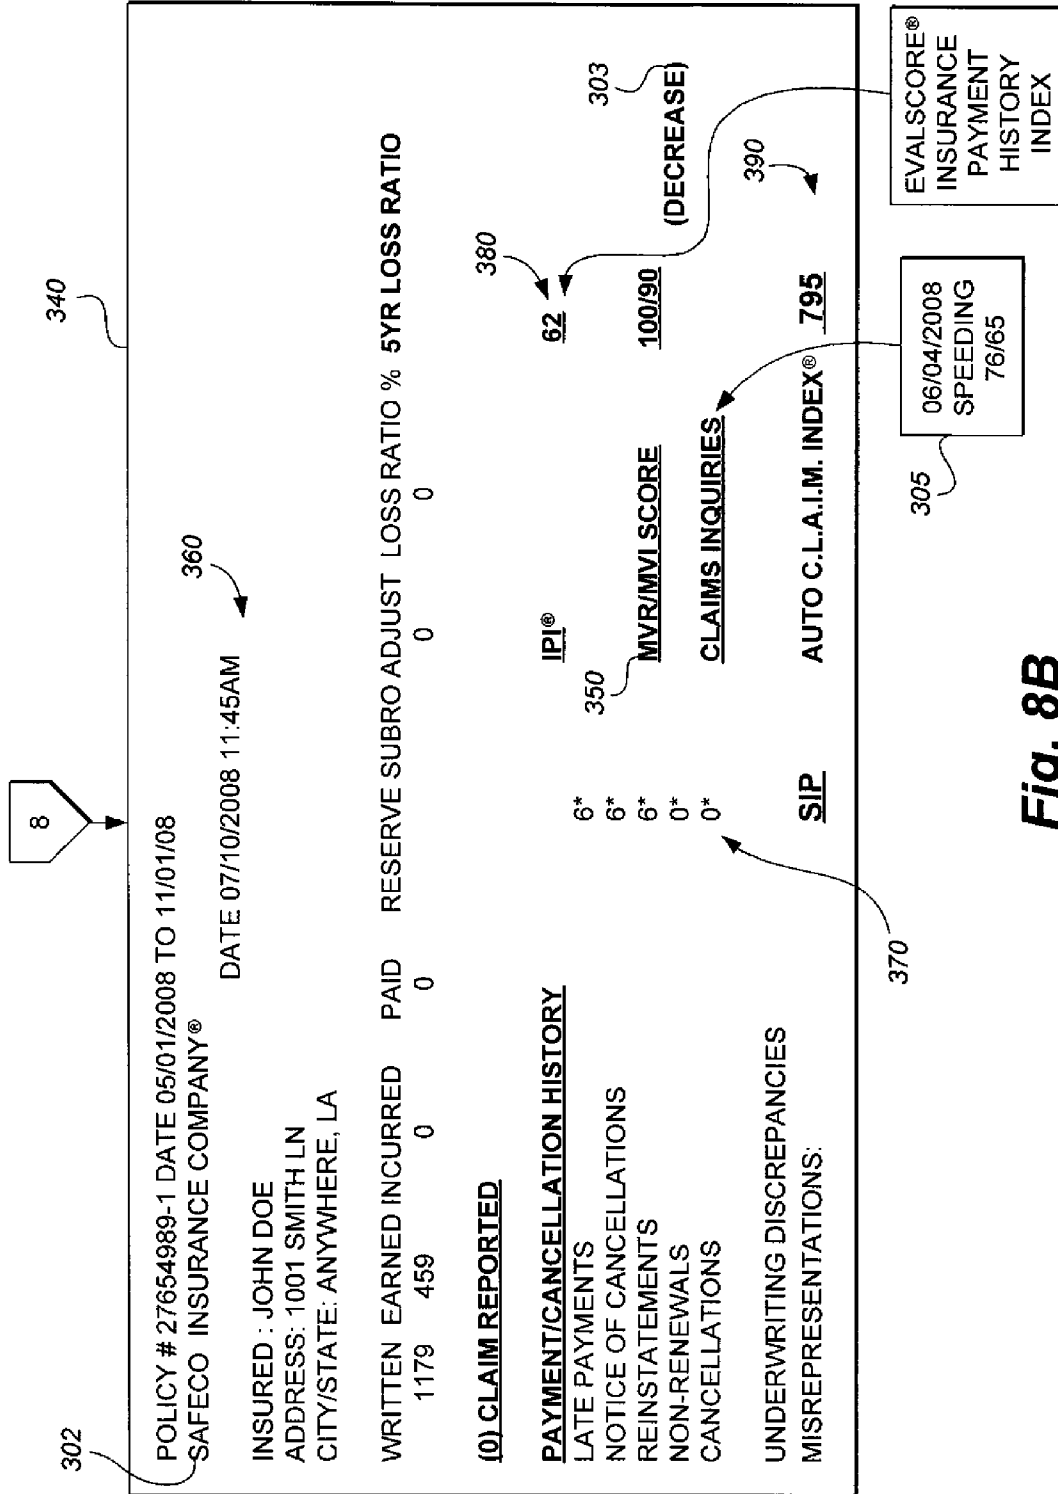 8
340
302
POLICY # 27654989-1 DATE 05/01/2008 TO 11/01/08
SAFECO INSURANCE COMPANY®
DATE 07/10/2008 11:45AM
360
INSURED : JOHN DOE
ADDRESS: 1001 SMITH LN
CITY/STATE: ANYWHERE, LA
WRITTEN EARNED INCURRED PAID RESERVE SUBRO ADJUST LOSS RATIO % 5YR LOSS RATIO
1179 459 0 0 0 0
(0) CLAIM REPORTED
380
PAYMENT/CANCELLATION HISTORY IPI® 62
LATE PAYMENTS 6*
NOTICE OF CANCELLATIONS 6*
350
303
REINSTATEMENTS 6* MVR/MVI SCORE 100/90 (DECREASE)
NON-RENEWALS 0*
CANCELLATIONS 0* CLAIMS INQUIRIES
390
UNDERWRITING DISCREPANCIES
MISREPRESENTATIONS: SIP AUTO C.L.A.I.M. INDEX® 795
370
305
06/04/2008
SPEEDING
76/65
EVALSCORE®
INSURANCE
PAYMENT
HISTORY
INDEX
Fig. 8B